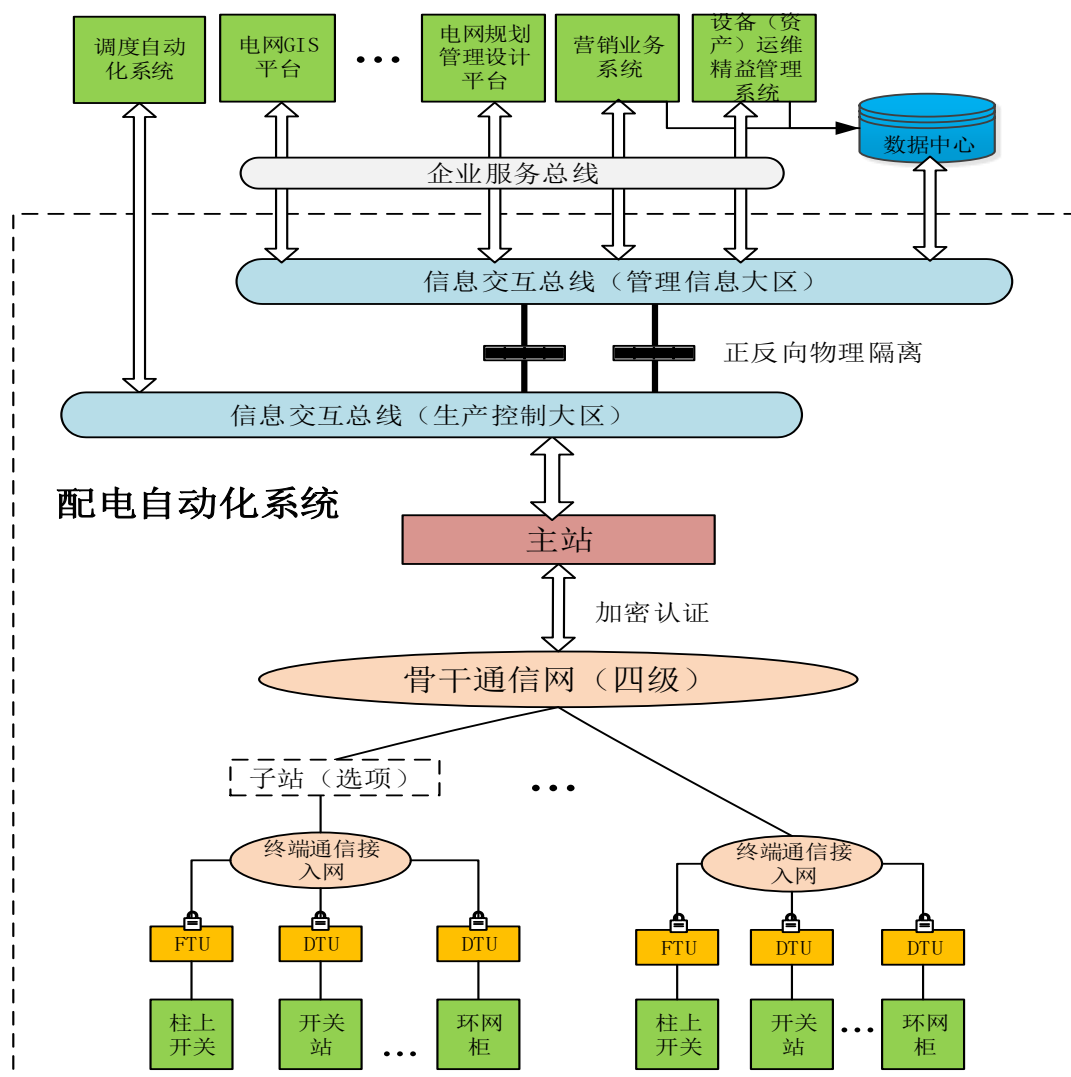 调度自动
化系统
电网GIS
平台
...
电网规划
管理设计
平台
营销业务
系统
设备（资
产）运维
精益管理
系统
数据中心
企业服务总线
信息交互总线（管理信息大区）
正反向物理隔离
信息交互总线（生产控制大区）
配电自动化系统
主站
加密认证
骨干通信网（四级）
子站（选项）
...
终端通信接
入网
终端通信接
入网
FTU
DTU
DTU
FTU
DTU
DTU
柱上
开关
开关
站
...
环网
柜
柱上
开关
开关
站
...
环网
柜